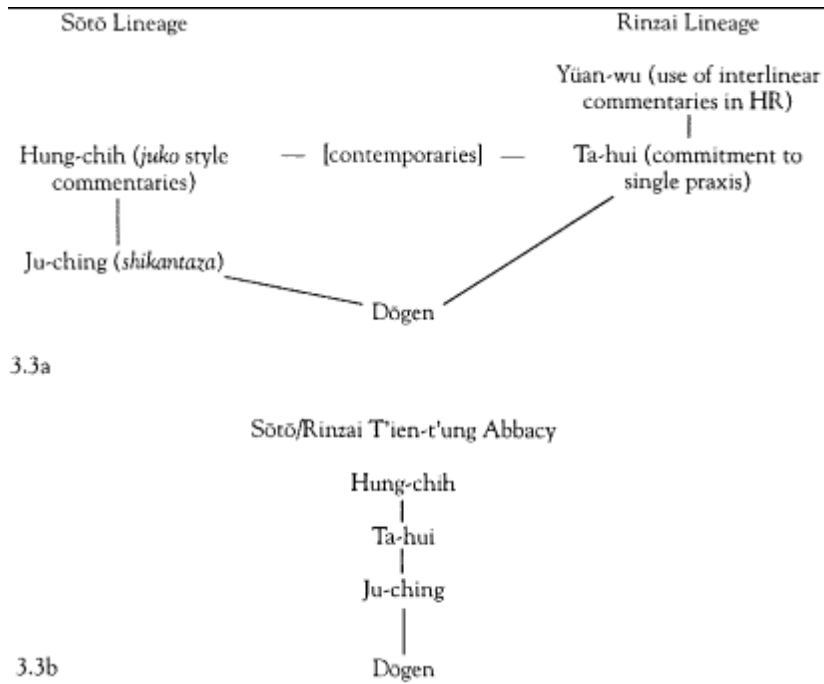 Sōtō Lineage
Rinzai Lineage
Yüan-wu (use of interlinear
commentaries in HR)
Hung-chih (juko style
commentaries)
— [contemporaries] —
Ta-hui (commitment to
single praxis)
Ju-ching (shikantaza)
Dōgen
3.3a
Sōtō/Rinzai T'ien-t'ung Abbacy
Hung-chih
Ta-hui
Ju-ching
Dōgen
3.3b